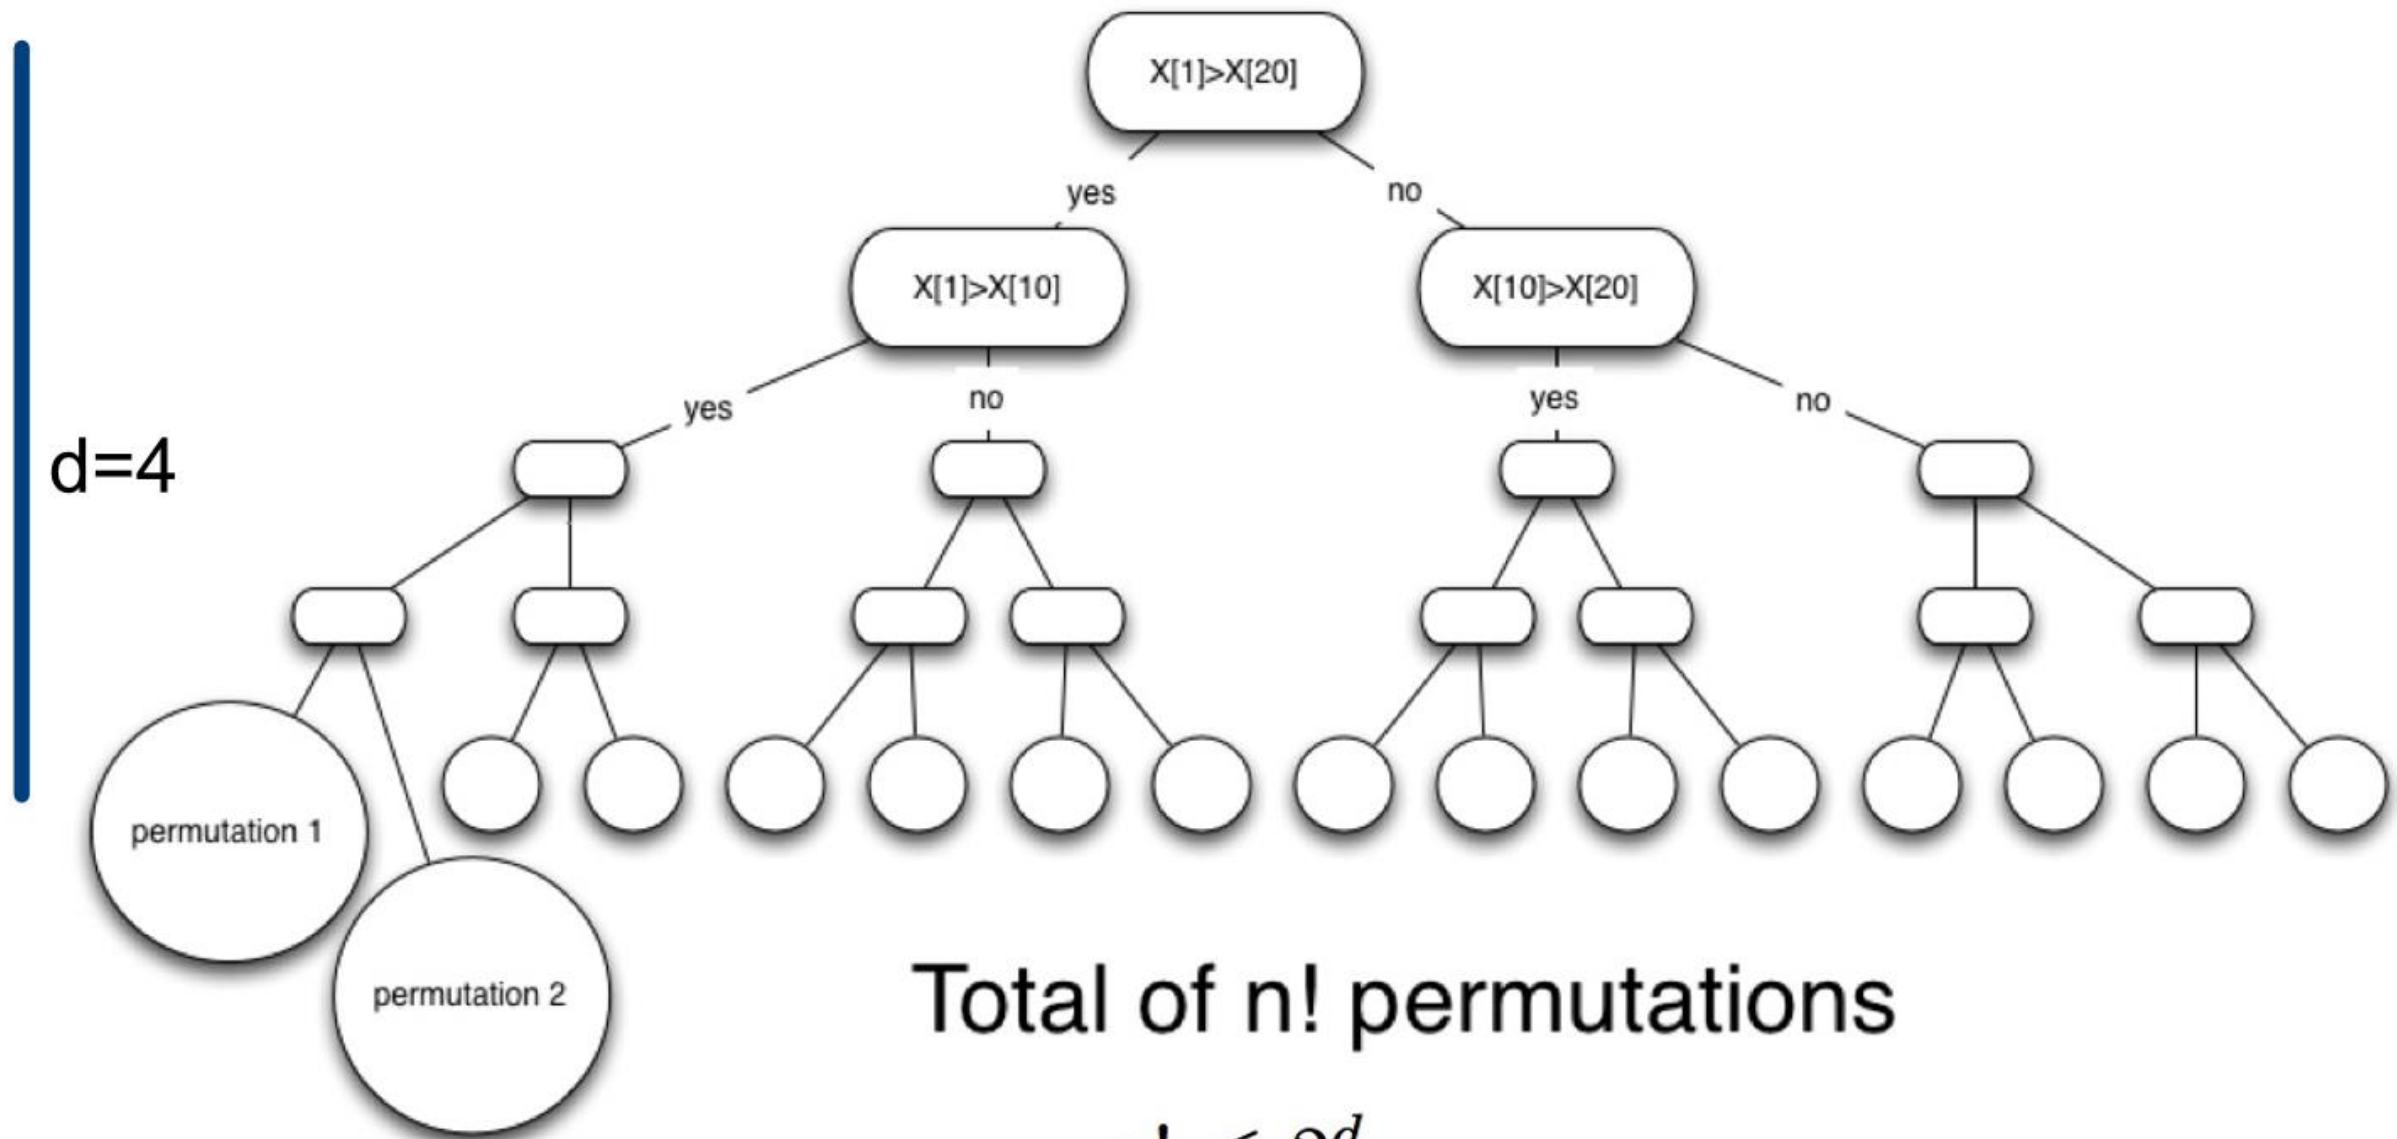 X[1]>X[20]
yes
no
X[1]>X[10]
X[10]>X[20]
yes
no
yes
no
d=4
permutation 1
permutation 2
Total of n! permutations